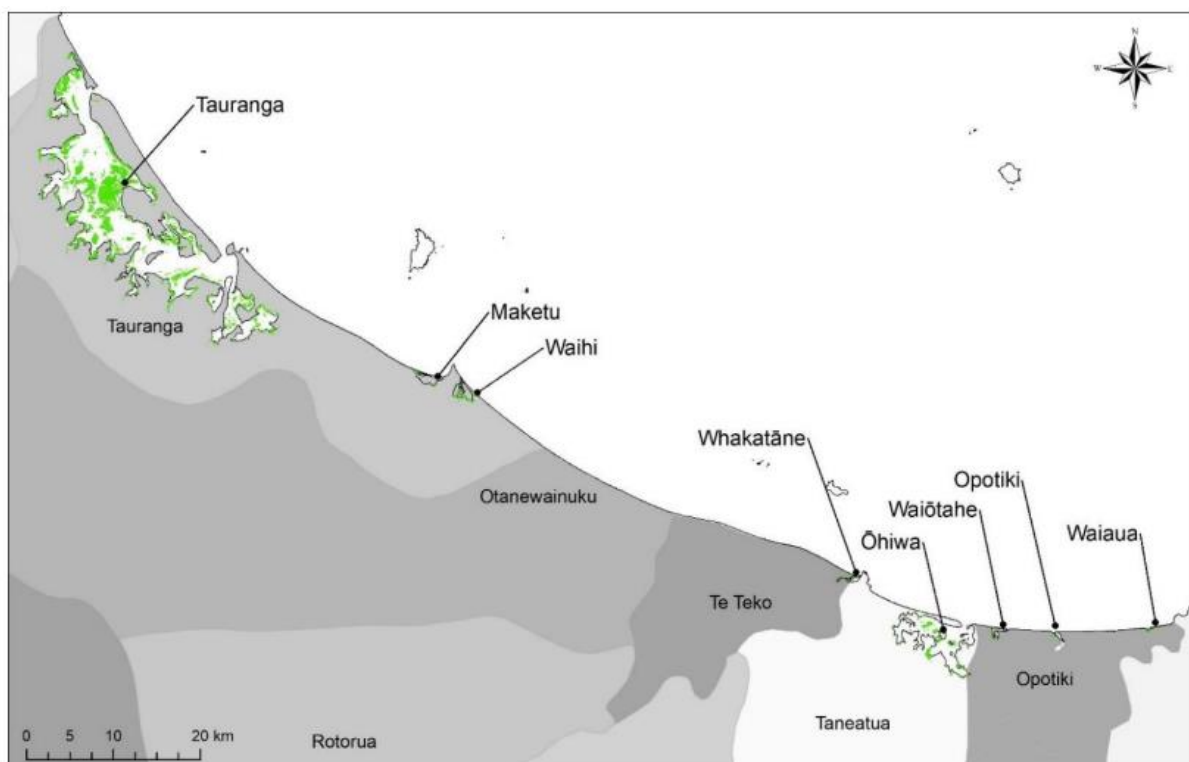 N
W
E
S
Tauranga
Tauranga
Maketu
Waihi
Whakatāne
Opotiki
Otanewainuku
Waiōtahe
Waiaua
Ōhiwa
Te Teko
Opotiki
Taneatua
Rotorua
0 5 10 20 km